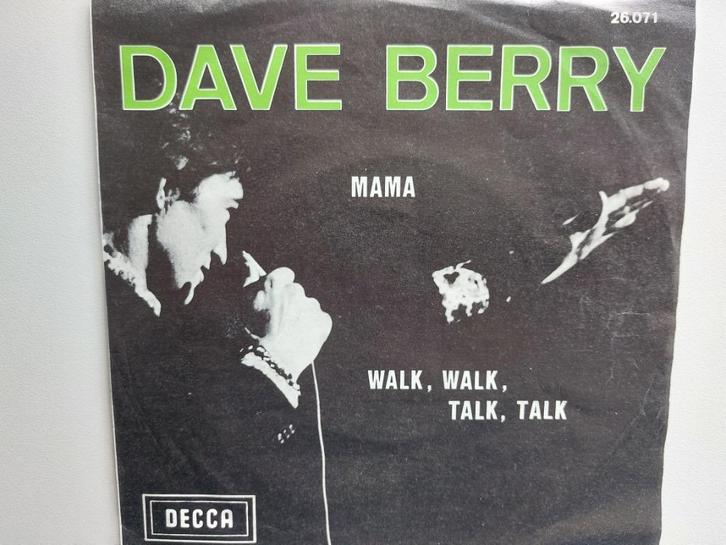 26.071
DAVE BERRY
MAMA
WALK, WALK,
TALK, TALK
DECCA